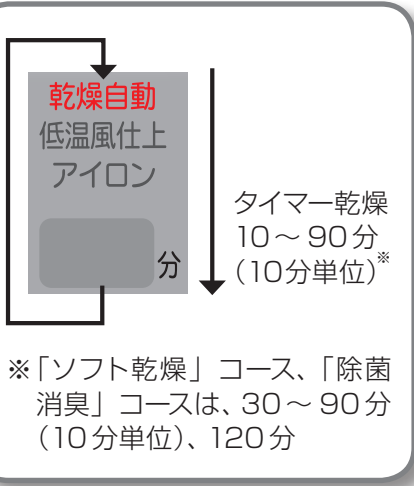 乾燥自動
低温風仕上
アイロン
分
タイマー乾燥
10～90分
（10分単位）※
※「ソフト乾燥」コース、「除菌
消臭」コースは、30～90分
（10分単位）、120分